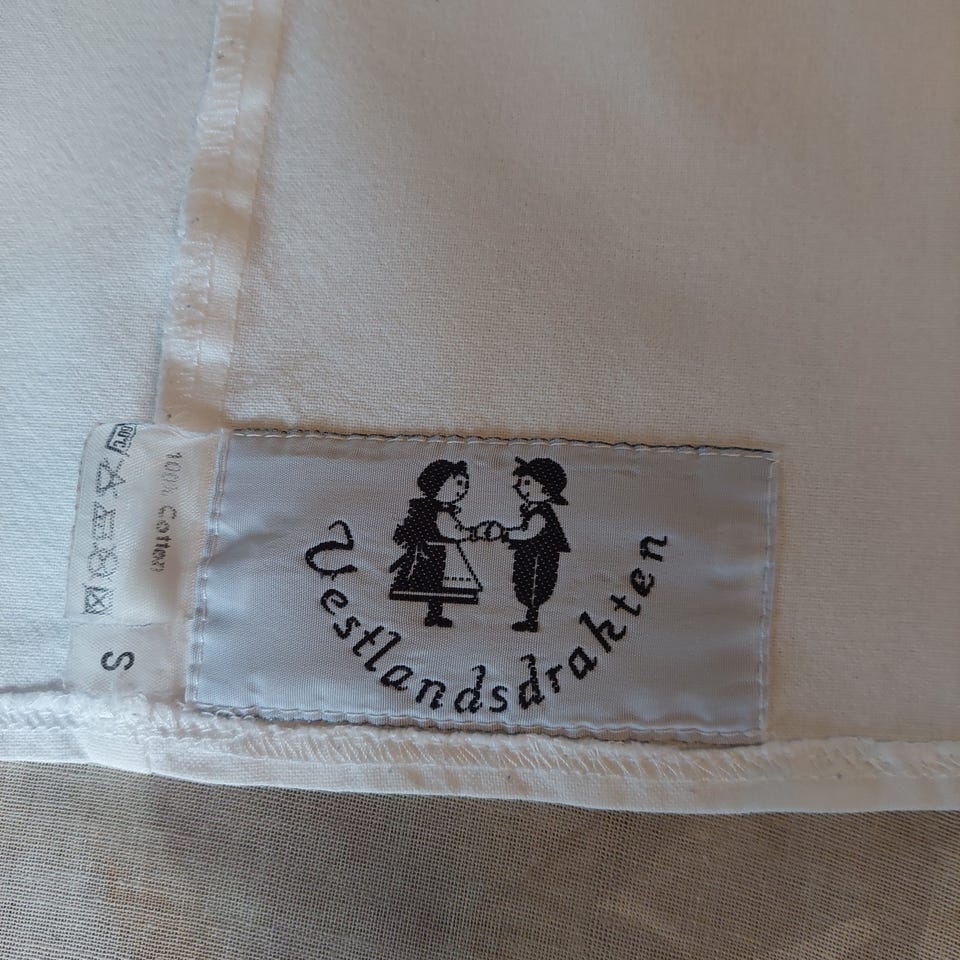 100% Cotton
S
Vestlandsdrakten